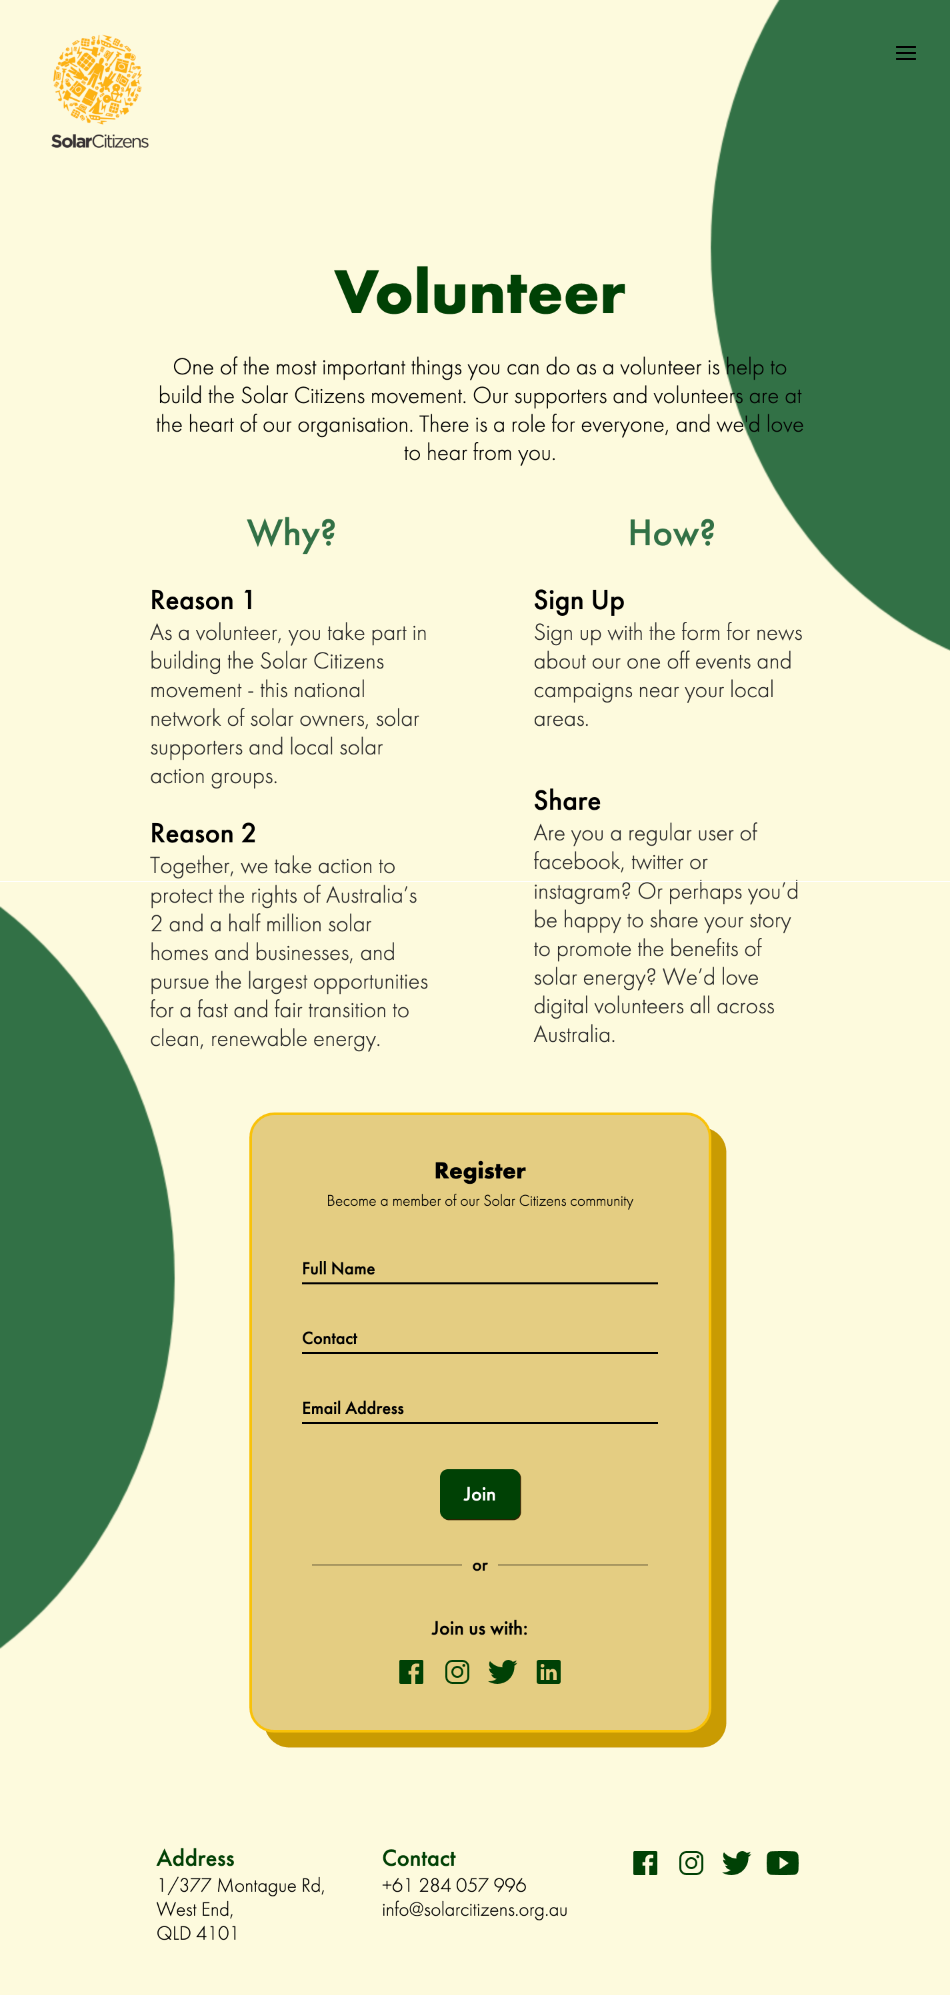 SolarCitizens
Volunteer
One of the most important things you can do as a volunteer is help to
build the Solar Citizens movement. Our supporters and volunteers are at
the heart of our organisation. There is a role for everyone, and we'd love
to hear from you.
Why?
Reason 1
As a volunteer, you take part in
building the Solar Citizens
movement - this national
network of solar owners, solar
supporters and local solar
action groups.
Reason 2
Together, we take action to
protect the rights of Australia’s
2 and a half million solar
homes and businesses, and
pursue the largest opportunities
for a fast and fair transition to
clean, renewable energy.
How?
Sign Up
Sign up with the form for news
about our one off events and
campaigns near your local
areas.
Share
Are you a regular user of
facebook, twitter or
instagram? Or perhaps you’d
be happy to share your story
to promote the benefits of
solar energy? We’d love
digital volunteers all across
Australia.
Register
Become a member of our Solar Citizens community
Full Name
Contact
Email Address
Join
or
Join us with:
Address
1/377 Montague Rd,
West End,
QLD 4101
Contact
+61 284 057 996
info@solarcitizens.org.au